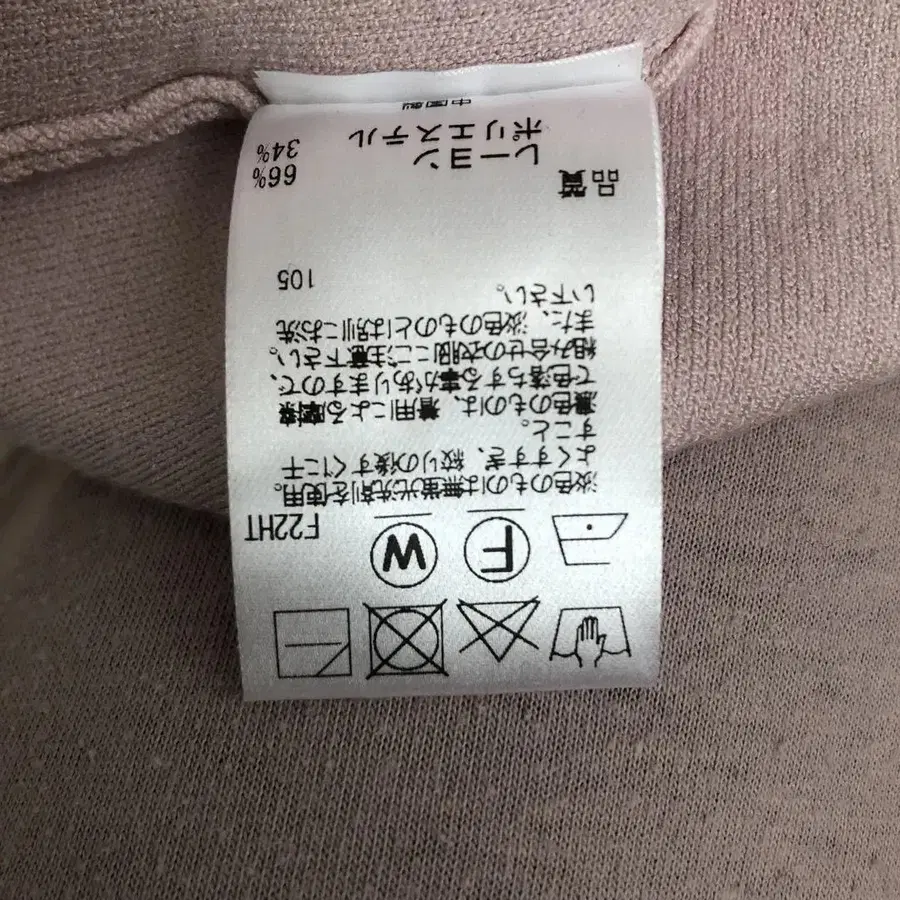 F W F22HT
淡色のものは無蛍光洗剤を使用。
よくすすぎ、絞りの後すぐに干
すこと。
濃色のものは、着用による摩擦
で色落ちする事がありますので、
組み合せの衣服にご注意下さい。
また、淡色のものとは別にお洗
い下さい。
105
品質
レーヨン 66%
ポリエステル 34%
中国製